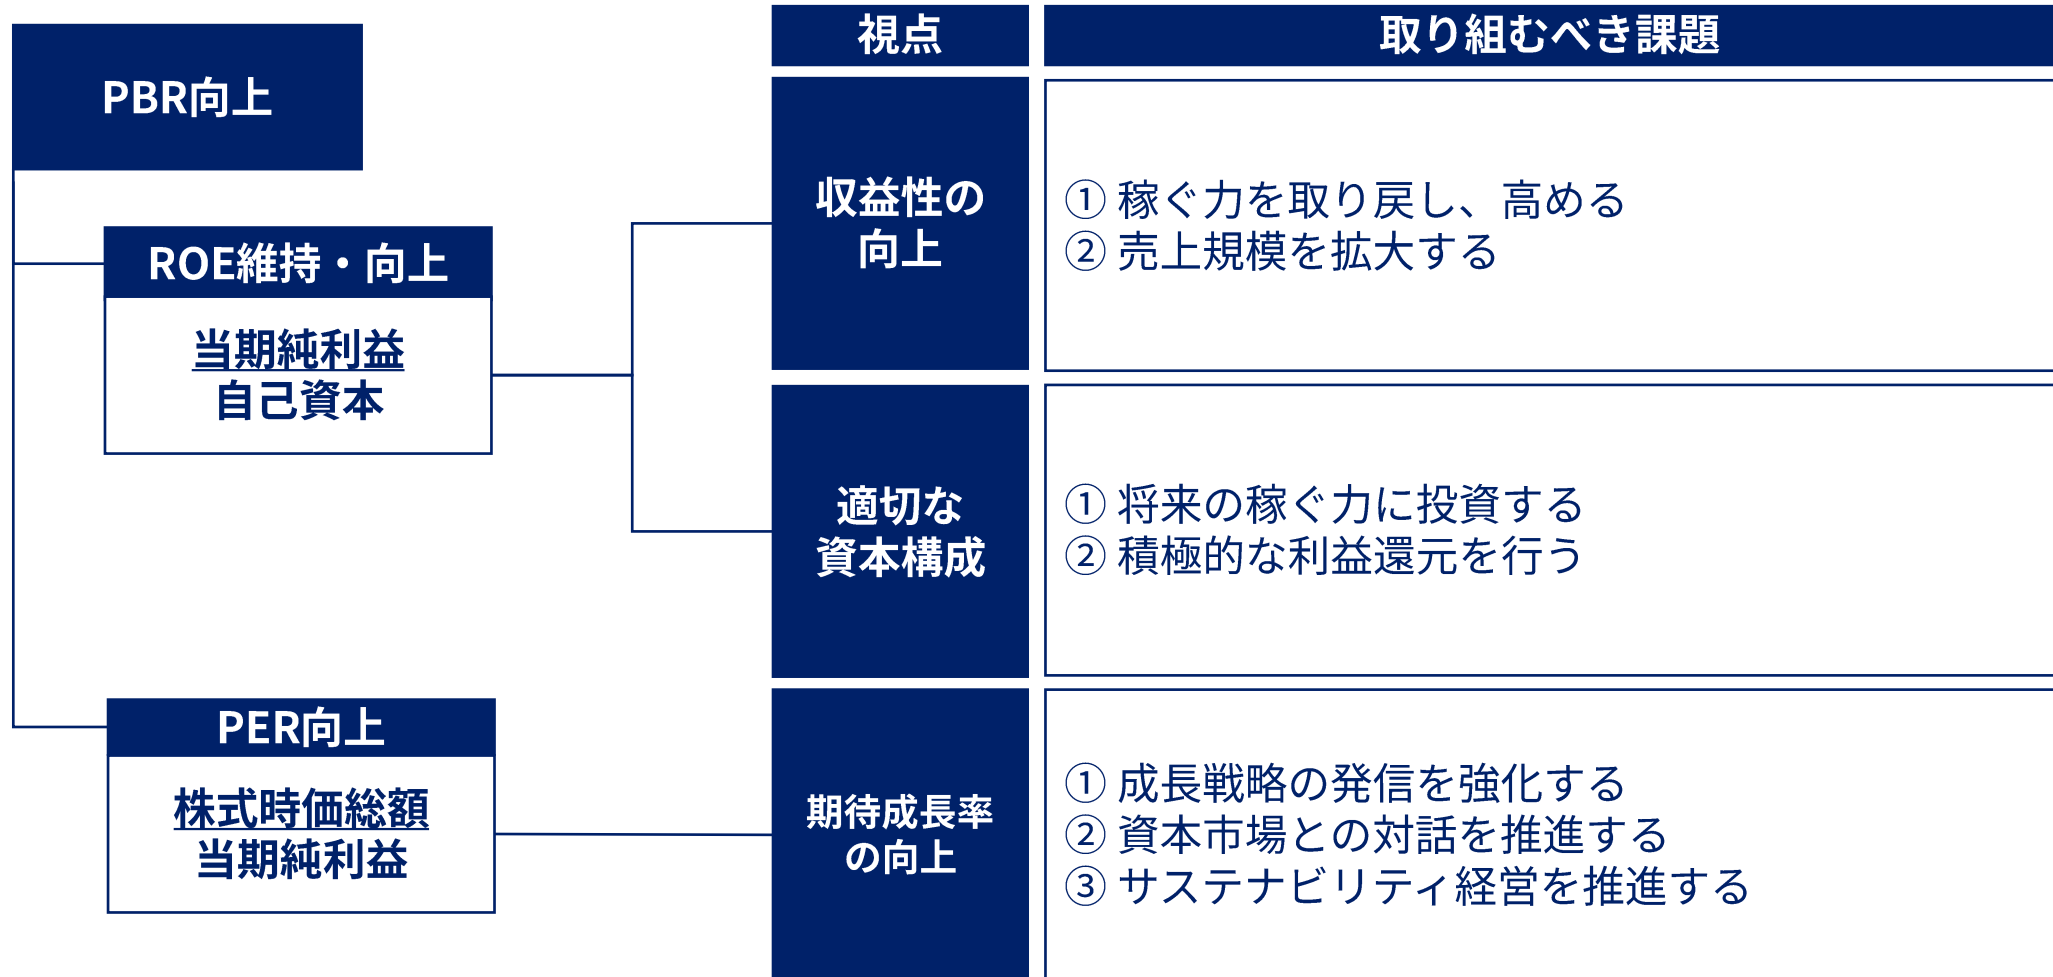 PBR向上
ROE維持・向上
当期純利益
自己資本
PER向上
株式時価総額
当期純利益
視点
取り組むべき課題
収益性の
向上
① 稼ぐ力を取り戻し、高める
② 売上規模を拡大する
適切な
資本構成
① 将来の稼ぐ力に投資する
② 積極的な利益還元を行う
期待成長率
の向上
① 成長戦略の発信を強化する
② 資本市場との対話を推進する
③ サステナビリティ経営を推進する